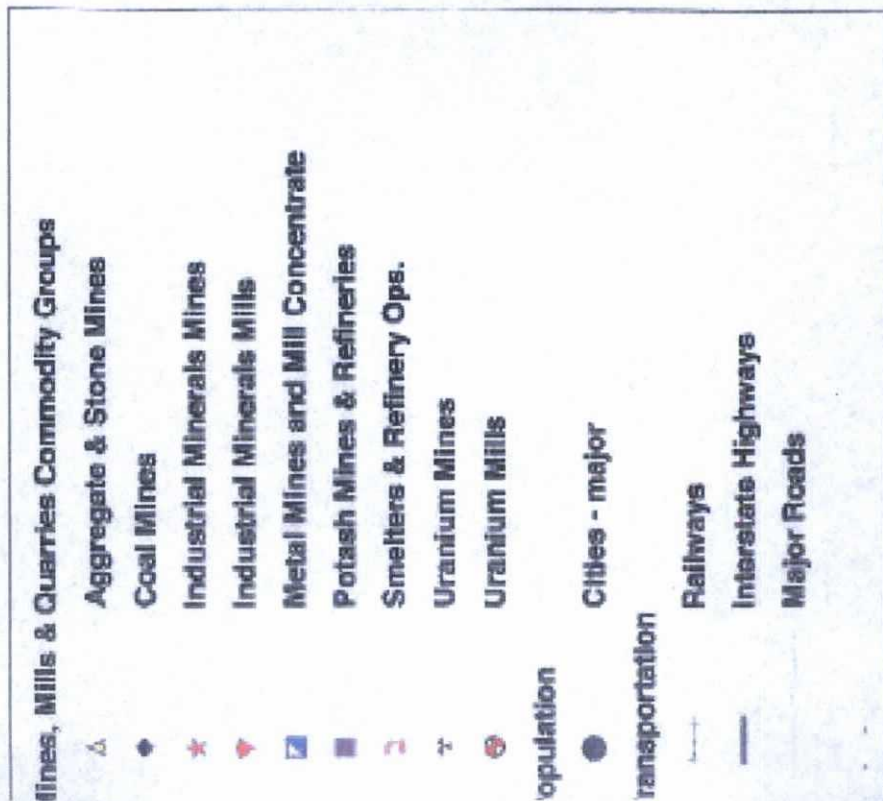 lines, Mills & Quarries Commodity Groups
Aggregate & Stone Mines
Coal Mines
Industrial Minerals Mines
Industrial Minerals Mills
Metal Mines and Mill Concentrate
Potash Mines & Refineries
Smelters & Refinery Ops.
Uranium Mines
Uranium Mills
opulation
Cities - major
ransportation
Railways
Interstate Highways
Major Roads